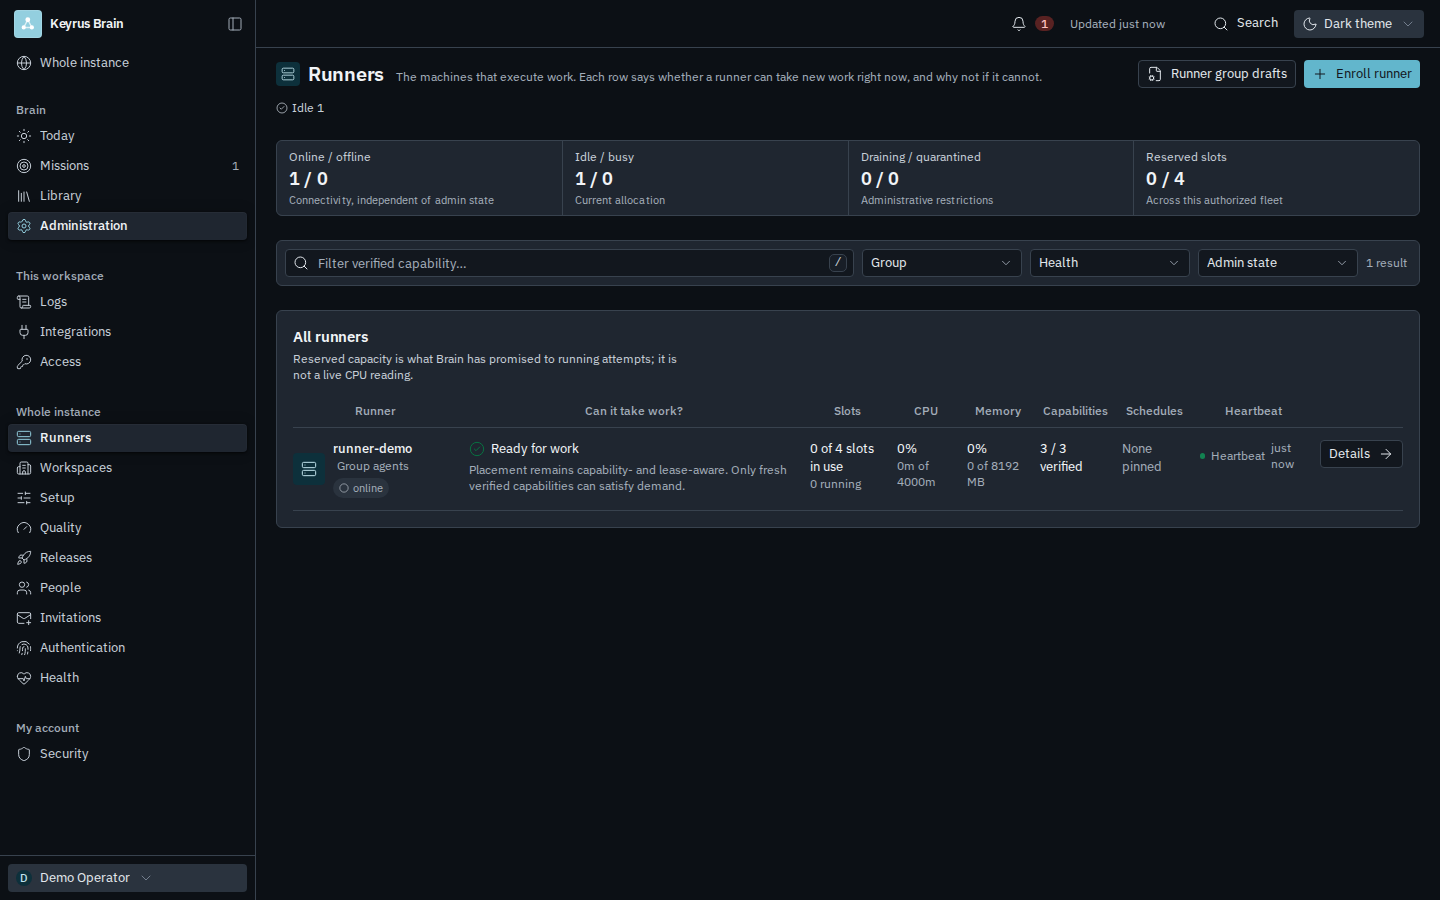 Keyrus Brain
Whole instance
Brain
Today
Missions 1
Library
Administration
This workspace
Logs
Integrations
Access
Whole instance
Runners
Workspaces
Setup
Quality
Releases
People
Invitations
Authentication
Health
My account
Security
D Demo Operator
1 Updated just now Search Dark theme
Runners The machines that execute work. Each row says whether a runner can take new work right now, and why not if it cannot. Runner group drafts Enroll runner
Idle 1
Online / offline
1 / 0
Connectivity, independent of admin state
Idle / busy
1 / 0
Current allocation
Draining / quarantined
0 / 0
Administrative restrictions
Reserved slots
0 / 4
Across this authorized fleet
Filter verified capability... / Group Health Admin state 1 result
All runners
Reserved capacity is what Brain has promised to running attempts; it is
not a live CPU reading.
Runner Can it take work? Slots CPU Memory Capabilities Schedules Heartbeat
runner-demo
Group agents
online
Ready for work
Placement remains capability- and lease-aware. Only fresh
verified capabilities can satisfy demand.
0 of 4 slots
in use
0 running
0%
0m of
4000m
0%
0 of 8192
MB
3 / 3
verified
None
pinned
Heartbeat just
now
Details